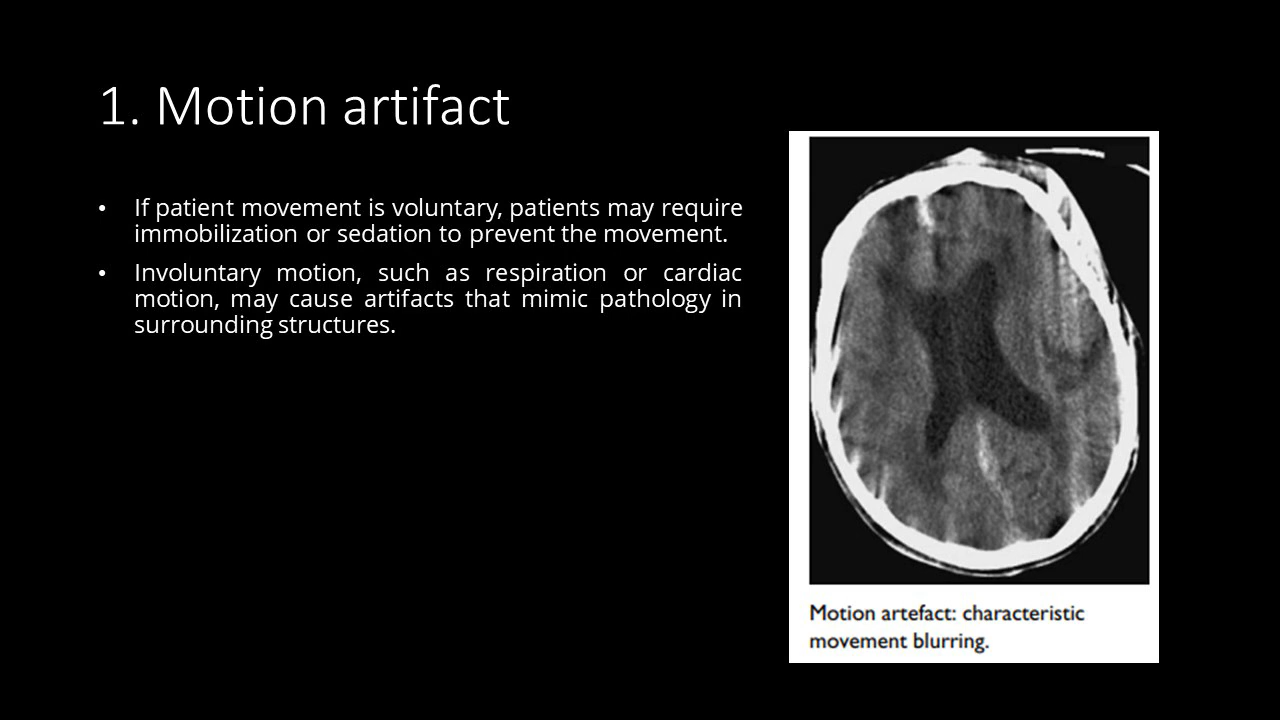 1. Motion artifact
• If patient movement is voluntary, patients may require
immobilization or sedation to prevent the movement.
• Involuntary motion, such as respiration or cardiac
motion, may cause artifacts that mimic pathology in
surrounding structures.
Motion artefact: characteristic
movement blurring.